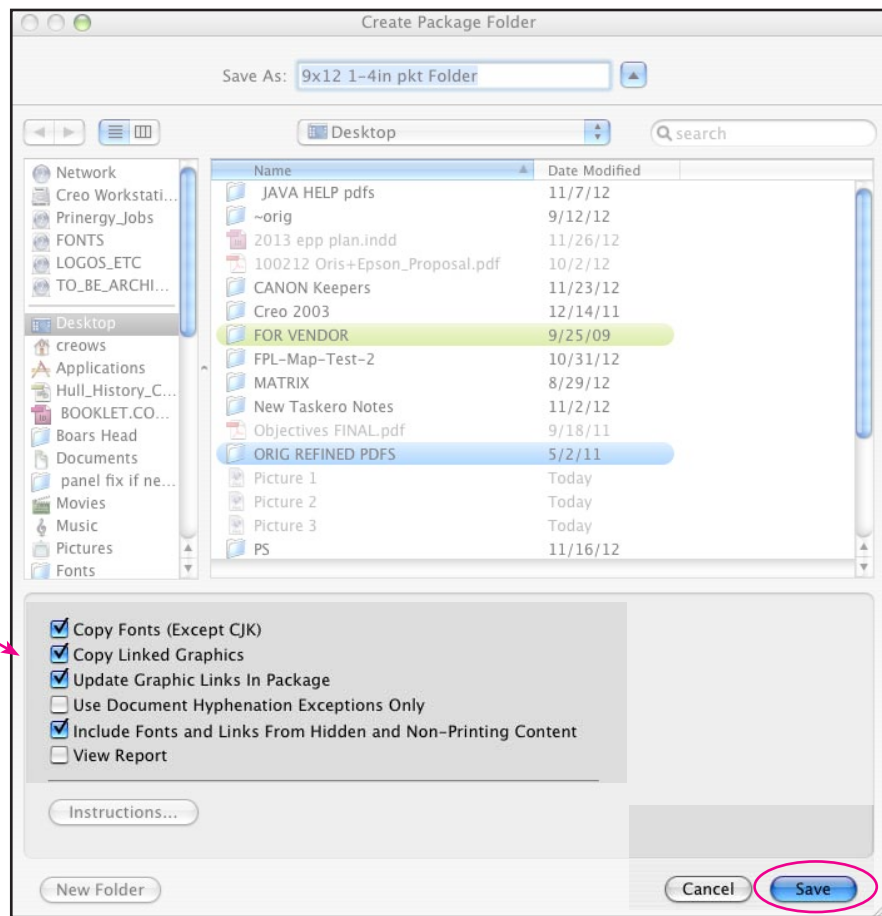 Create Package Folder
Save As: 9x12 1-4in pkt Folder
Desktop
search
Network
Creo Workstati...
Prinergy_Jobs
FONTS
LOGOS_ETC
TO_BE_ARCHI...
Desktop
creows
Applications
Hull_History_C...
BOOKLET.CO...
Boars Head
Documents
panel fix if ne...
Movies
Music
Pictures
Fonts
Name Date Modified
JAVA HELP pdfs 11/7/12
~orig 9/12/12
2013 epp plan.indd 11/26/12
100212 Oris+Epson_Proposal.pdf 10/2/12
CANON Keepers 11/23/12
Creo 2003 12/14/11
FOR VENDOR 9/25/09
FPL-Map-Test-2 10/31/12
MATRIX 8/29/12
New Taskero Notes 11/2/12
Objectives FINAL.pdf 9/18/11
ORIG REFINED PDFS 5/2/11
Picture 1 Today
Picture 2 Today
Picture 3 Today
PS 11/16/12
Copy Fonts (Except CJK)
Copy Linked Graphics
Update Graphic Links In Package
Use Document Hyphenation Exceptions Only
Include Fonts and Links From Hidden and Non-Printing Content
View Report
Instructions...
New Folder Cancel Save